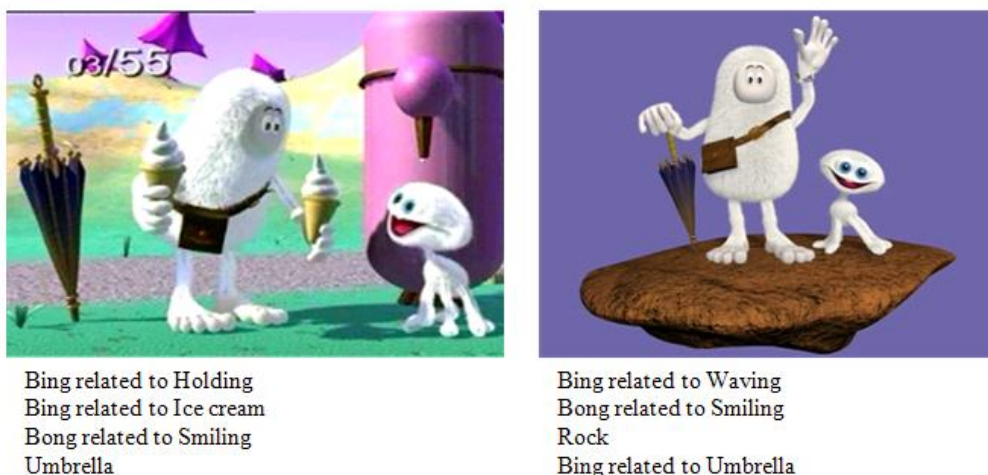 03/55
Bing related to Holding
Bing related to Ice cream
Bong related to Smiling
Umbrella
Bing related to Waving
Bong related to Smiling
Rock
Bing related to Umbrella